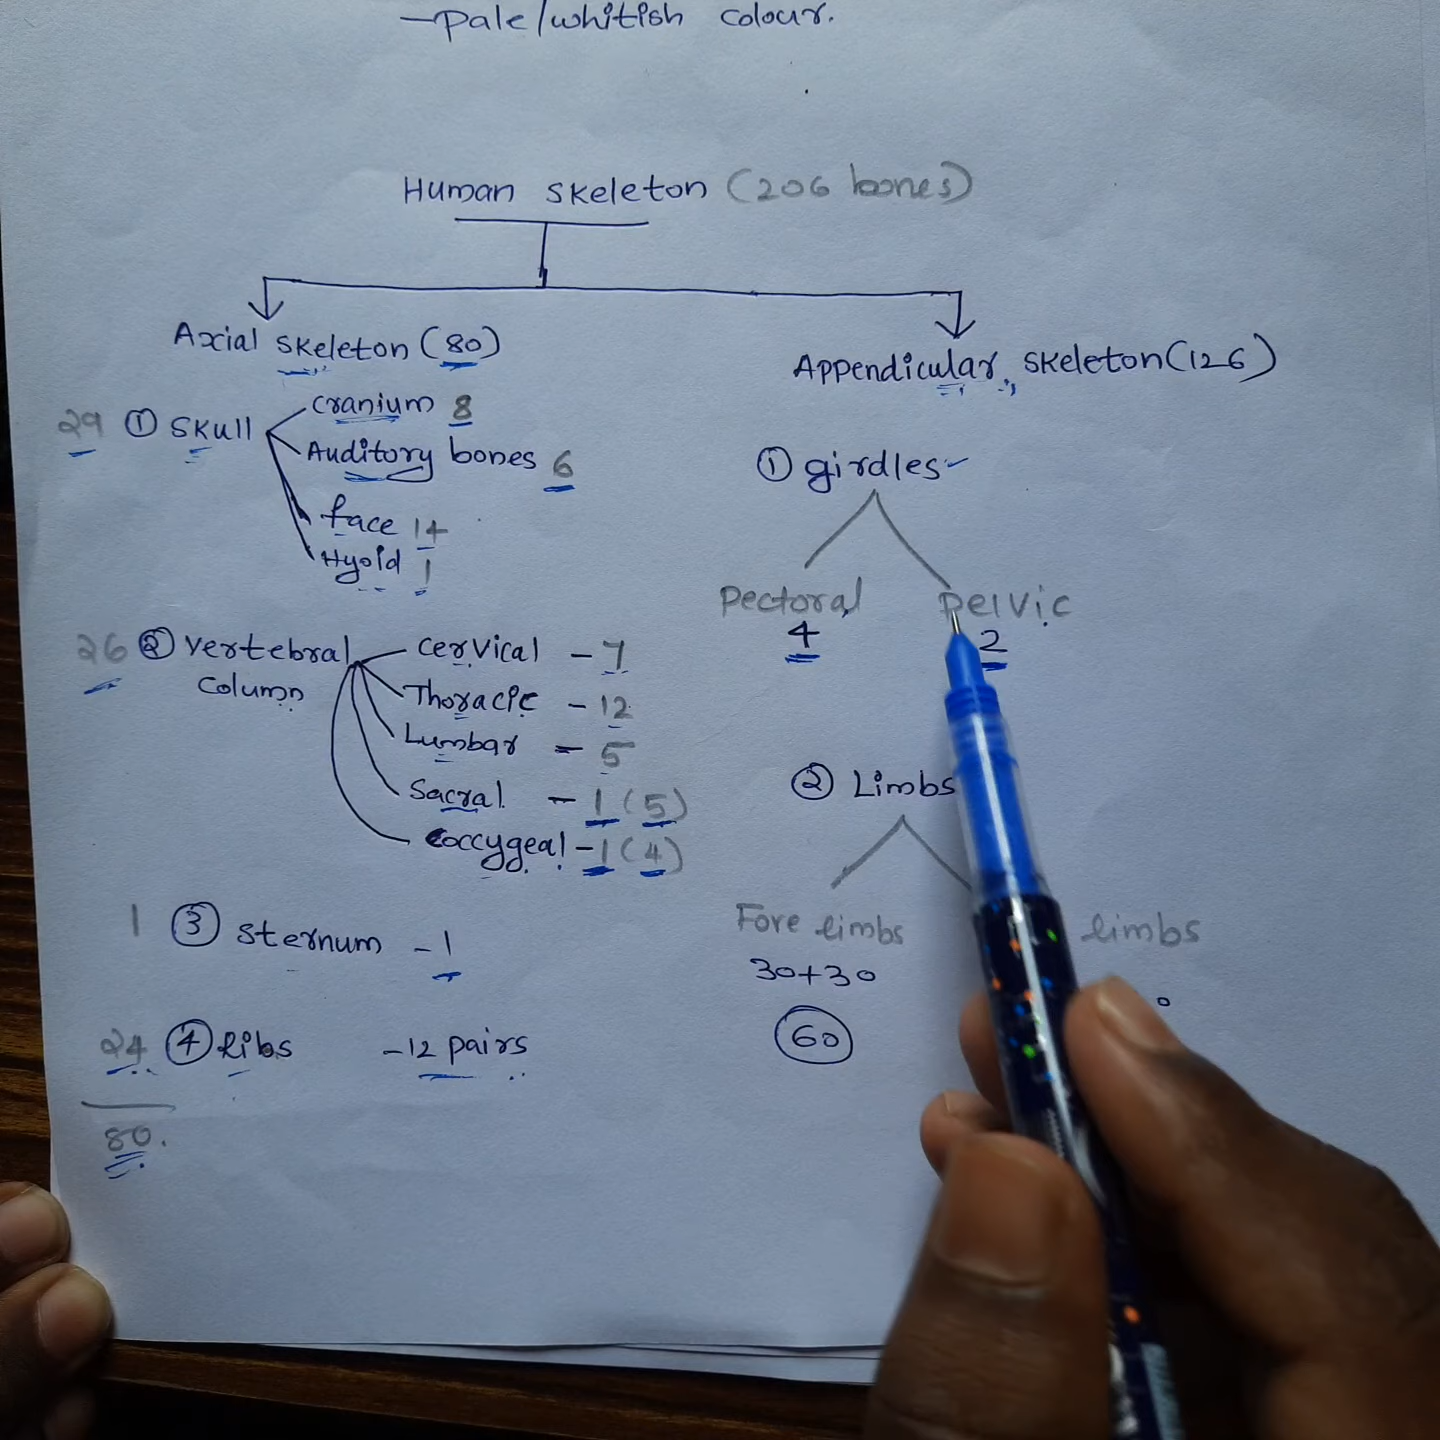 -pale/whitish colour.
Human skeleton (206 bones)
Axial skeleton (80)
Appendicular skeleton (126)
29 ① skull
cranium 8
Auditory bones 6
face 14
Hyoid 1
26 ② vertebral column
cervical - 7
Thoracic - 12
Lumbar - 5
Sacral - 1 (5)
coccygeal - 1 (4)
1 ③ sternum - 1
24 ④ Ribs - 12 pairs
80.
① girdles
Pectoral
4
Pelvic
2
② Limbs
Fore limbs
30+30
60
limbs